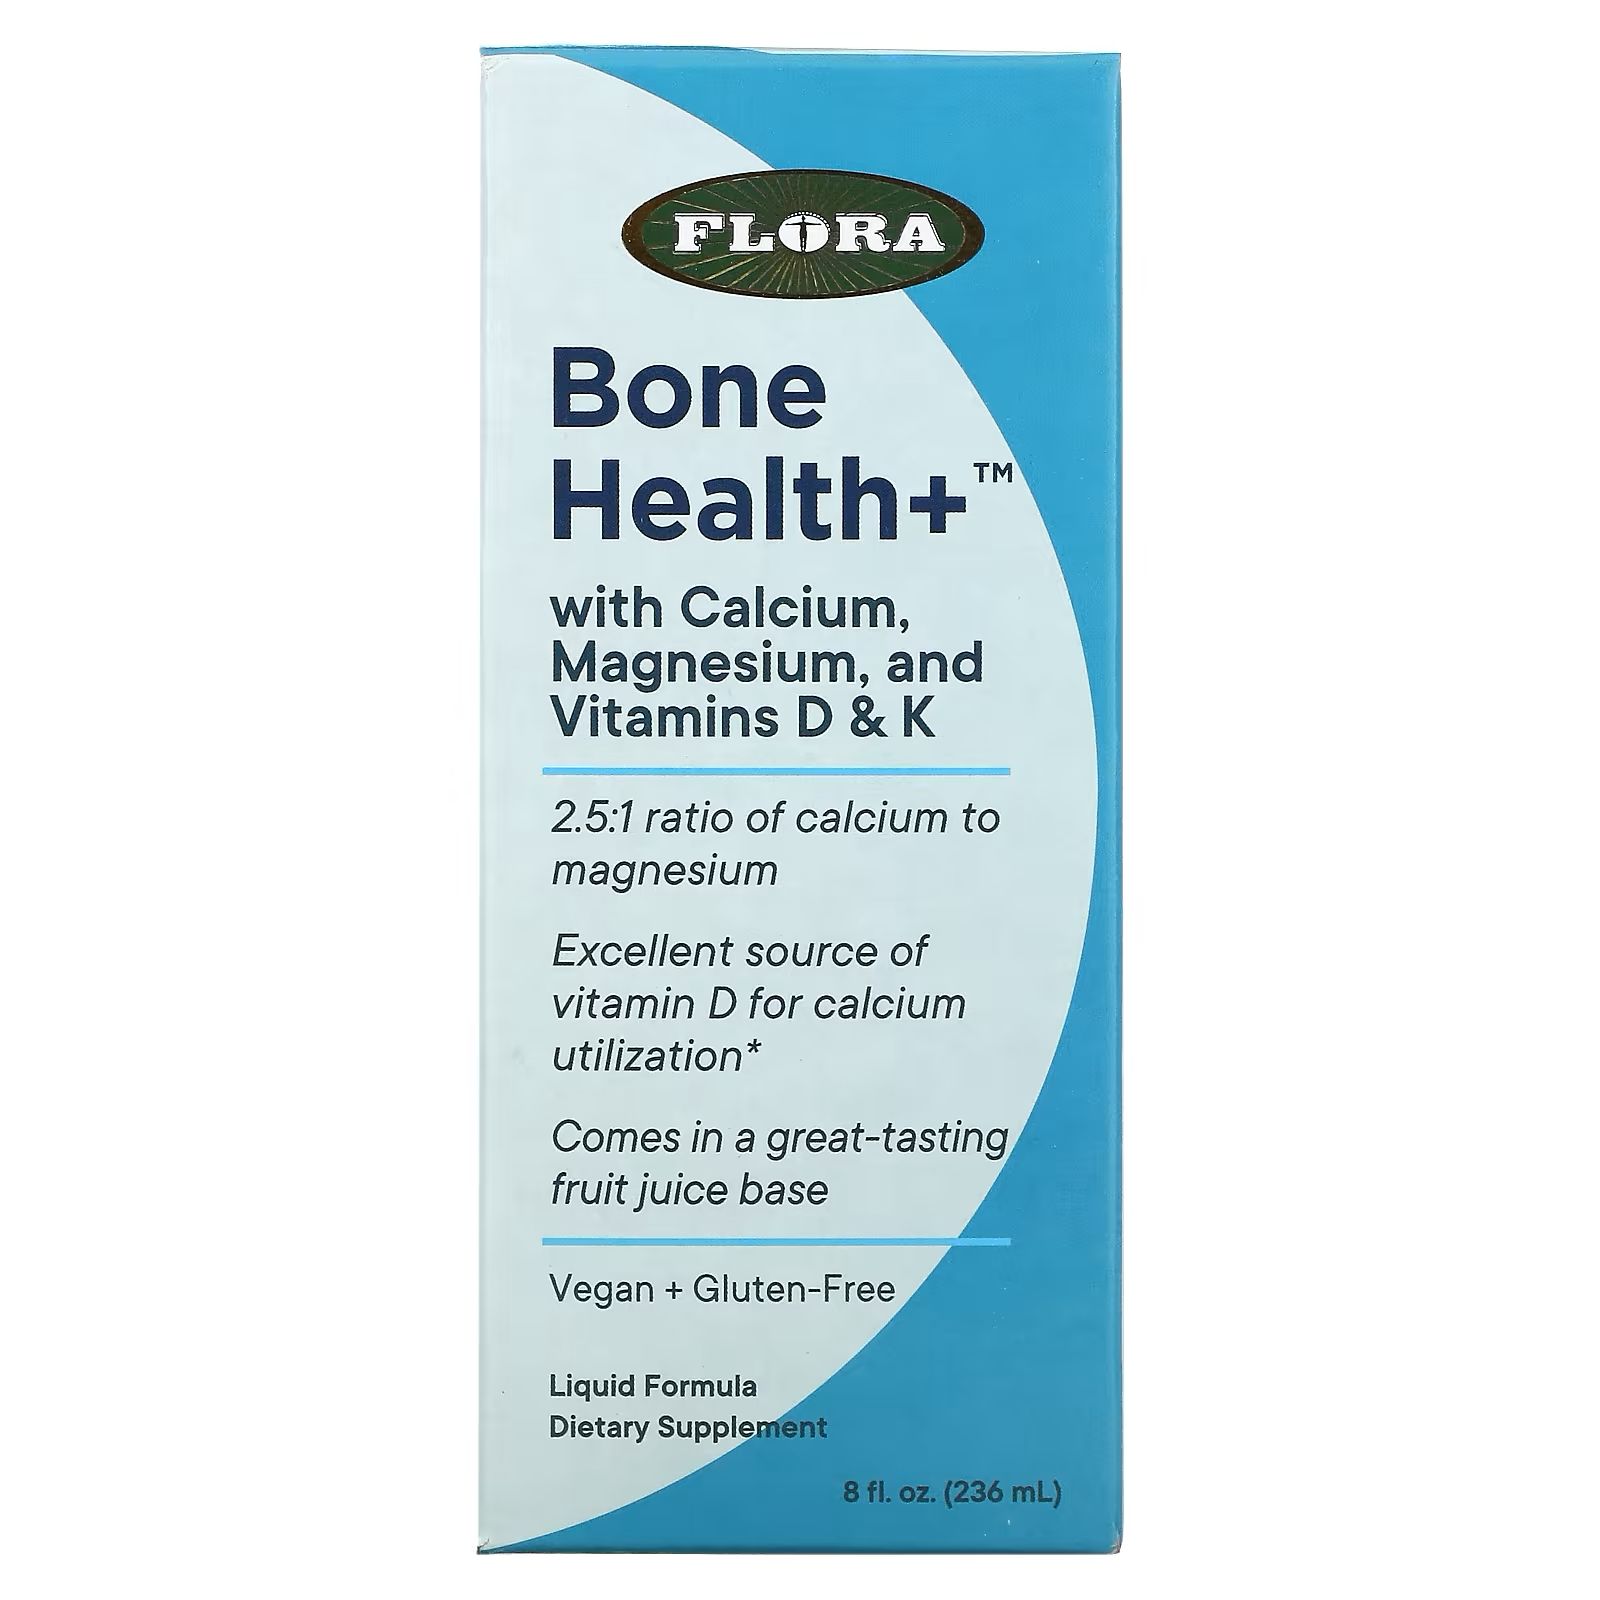 FLORA
Bone
Health+™
with Calcium,
Magnesium, and
Vitamins D & K
2.5:1 ratio of calcium to
magnesium
Excellent source of
vitamin D for calcium
utilization*
Comes in a great-tasting
fruit juice base
Vegan + Gluten-Free
Liquid Formula
Dietary Supplement
8 fl. oz. (236 mL)